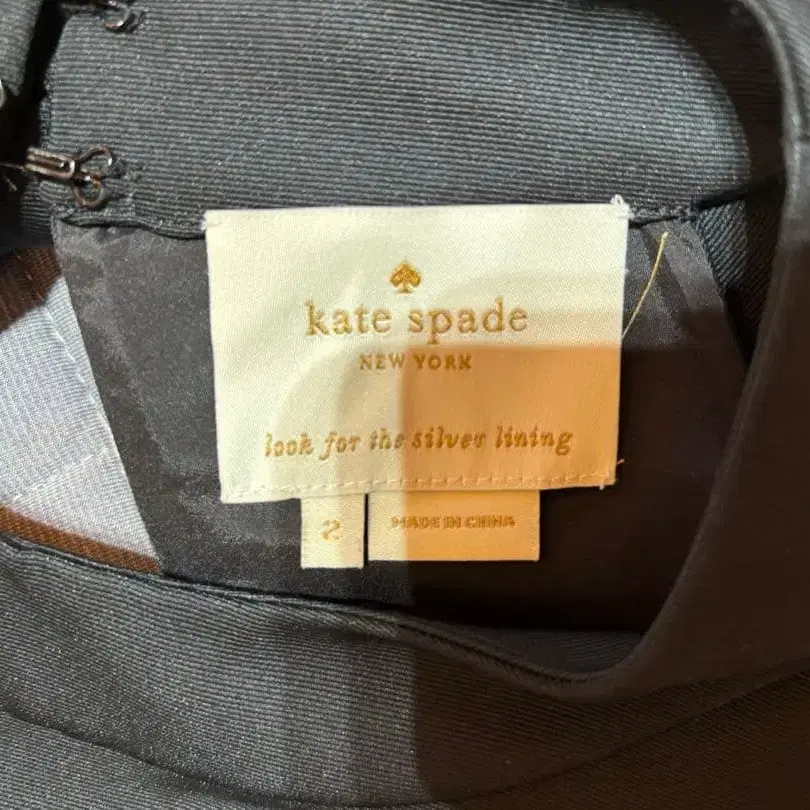 kate spade
NEW YORK
look for the silver lining
2
MADE IN CHINA